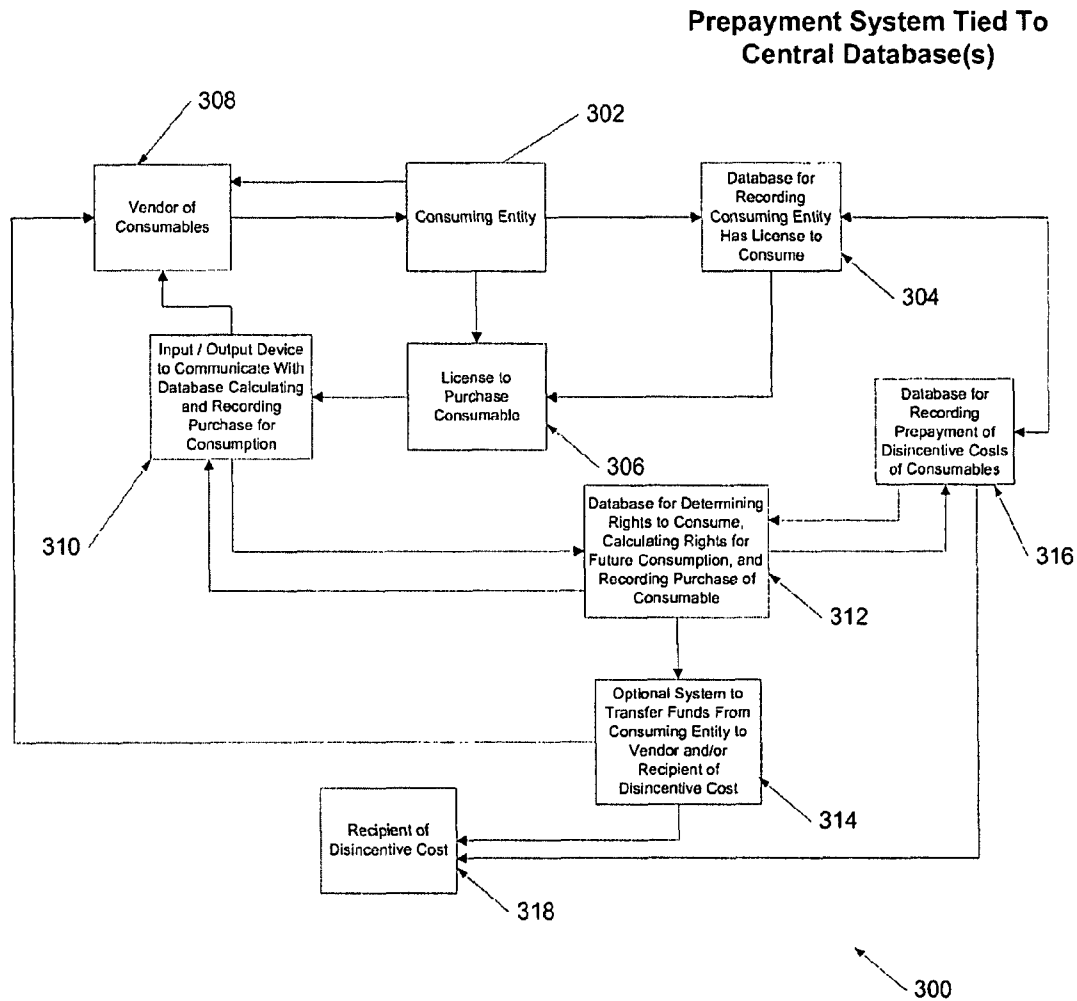 Prepayment System Tied To
Central Database(s)
308
302
Vendor of
Consumables
Consuming Entity
Database for
Recording
Consuming Entity
Has License to
Consume
304
Input / Output Device
to Communicate With
Database Calculating
and Recording
Purchase for
Consumption
310
License to
Purchase
Consumable
306
Database for
Recording
Prepayment of
Disincentive Costs
of Consumables
316
Database for Determining
Rights to Consume,
Calculating Rights for
Future Consumption, and
Recording Purchase of
Consumable
312
Optional System to
Transfer Funds From
Consuming Entity to
Vendor and/or
Recipient of
Disincentive Cost
314
Recipient of
Disincentive Cost
318
300